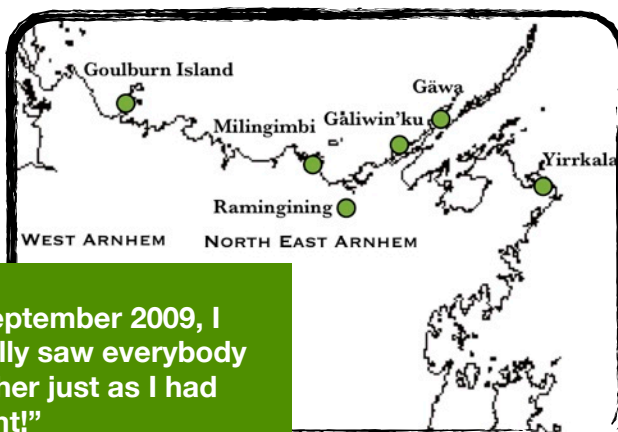 Goulburn Island
Gäwa
Milingimbi
Gåliwin'ku
Yirrkala
Ramingining
WEST ARNHEM
NORTH EAST ARNHEM
eptember 2009, I
lly saw everybody
her just as I had
nt!”